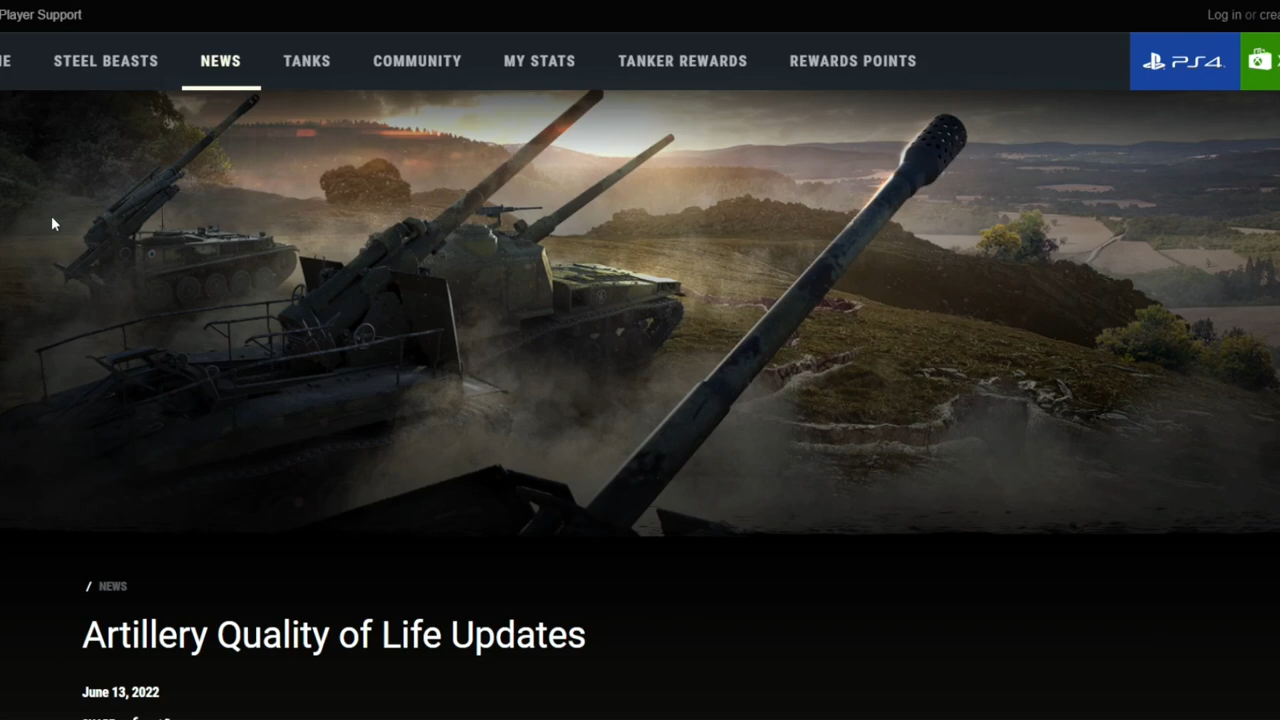 Player Support
Log in or crea
E STEEL BEASTS NEWS TANKS COMMUNITY MY STATS TANKER REWARDS REWARDS POINTS PS4
/ NEWS
Artillery Quality of Life Updates
June 13, 2022